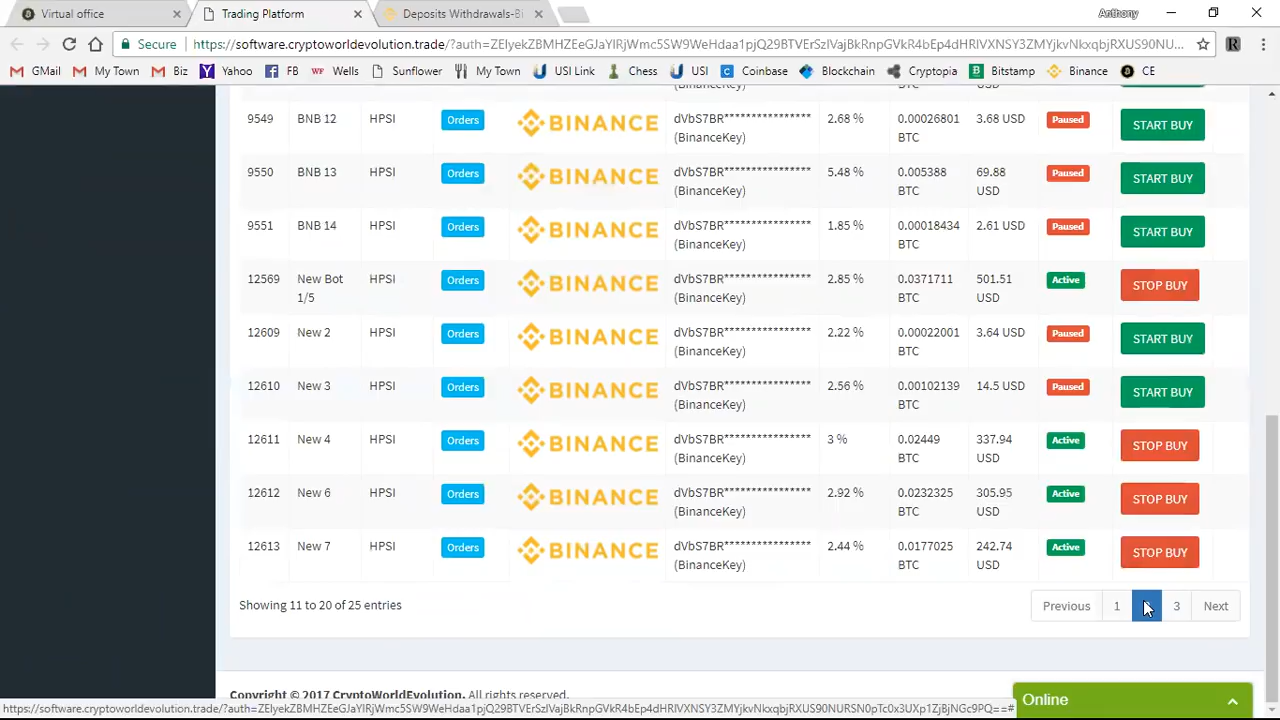 Virtual office
Trading Platform
Deposits Withdrawals-Bi
Anthony
Secure
GMail
My Town
Biz
Yahoo
FB
Wells
Sunflower
My Town
USI Link
Chess
USI
Coinbase
Blockchain
Cryptopia
Bitstamp
Binance
CE
(BinanceKey)
BTC
USD
9549 BNB 12 HPSI Orders BINANCE dVbS7BR**************** 2.68 % 0.00026801 3.68 USD Paused START BUY
(BinanceKey) BTC
9550 BNB 13 HPSI Orders BINANCE dVbS7BR**************** 5.48 % 0.005388 69.88 Paused START BUY
(BinanceKey) BTC USD
9551 BNB 14 HPSI Orders BINANCE dVbS7BR**************** 1.85 % 0.00018434 2.61 USD Paused START BUY
(BinanceKey) BTC
12569 New Bot HPSI Orders BINANCE dVbS7BR**************** 2.85 % 0.0371711 501.51 Active STOP BUY
1/5 (BinanceKey) BTC USD
12609 New 2 HPSI Orders BINANCE dVbS7BR**************** 2.22 % 0.00022001 3.64 USD Paused START BUY
(BinanceKey) BTC
12610 New 3 HPSI Orders BINANCE dVbS7BR**************** 2.56 % 0.00102139 14.5 USD Paused START BUY
(BinanceKey) BTC
12611 New 4 HPSI Orders BINANCE dVbS7BR**************** 3 % 0.02449 337.94 Active STOP BUY
(BinanceKey) BTC USD
12612 New 6 HPSI Orders BINANCE dVbS7BR**************** 2.92 % 0.0232325 305.95 Active STOP BUY
(BinanceKey) BTC USD
12613 New 7 HPSI Orders BINANCE dVbS7BR**************** 2.44 % 0.0177025 242.74 Active STOP BUY
(BinanceKey) BTC USD
Showing 11 to 20 of 25 entries
Previous 1 3 Next
Copyright © 2017 CryptoWorldEvolution. All rights reserved.
Online